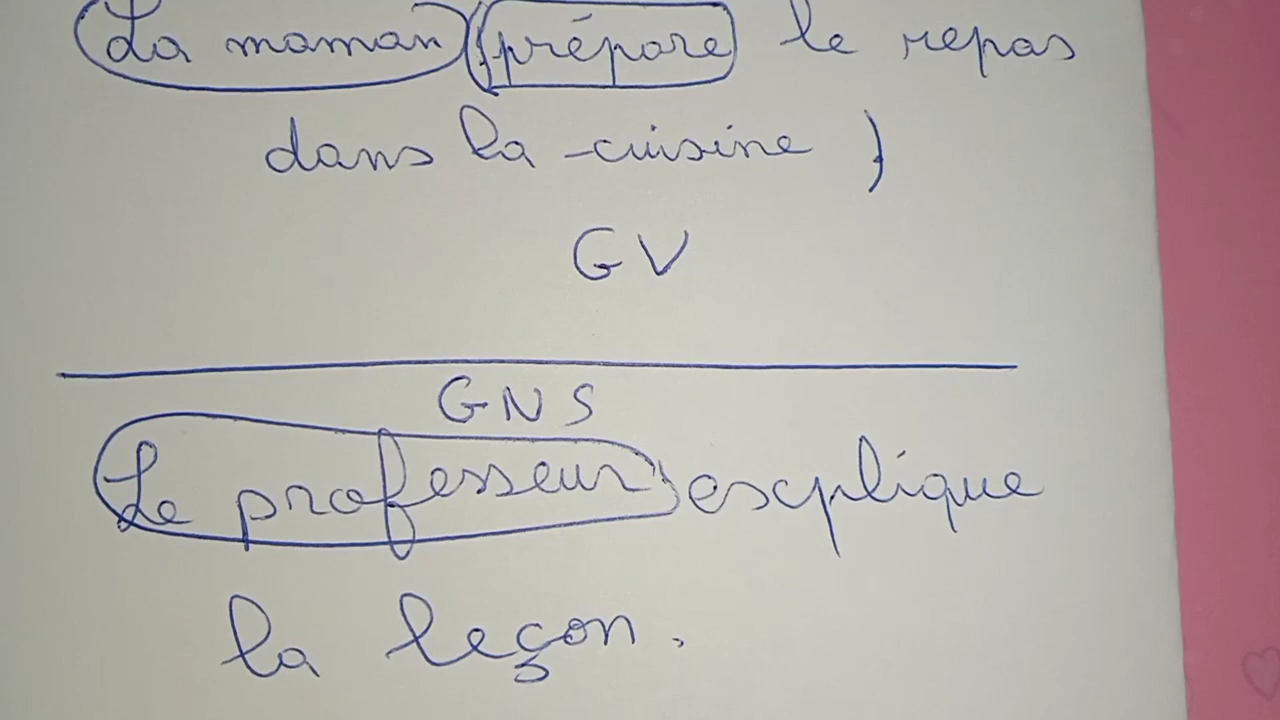 La maman (prépare le repas
dans la cuisine )
GV
GNS
Le professeur explique
la leçon.